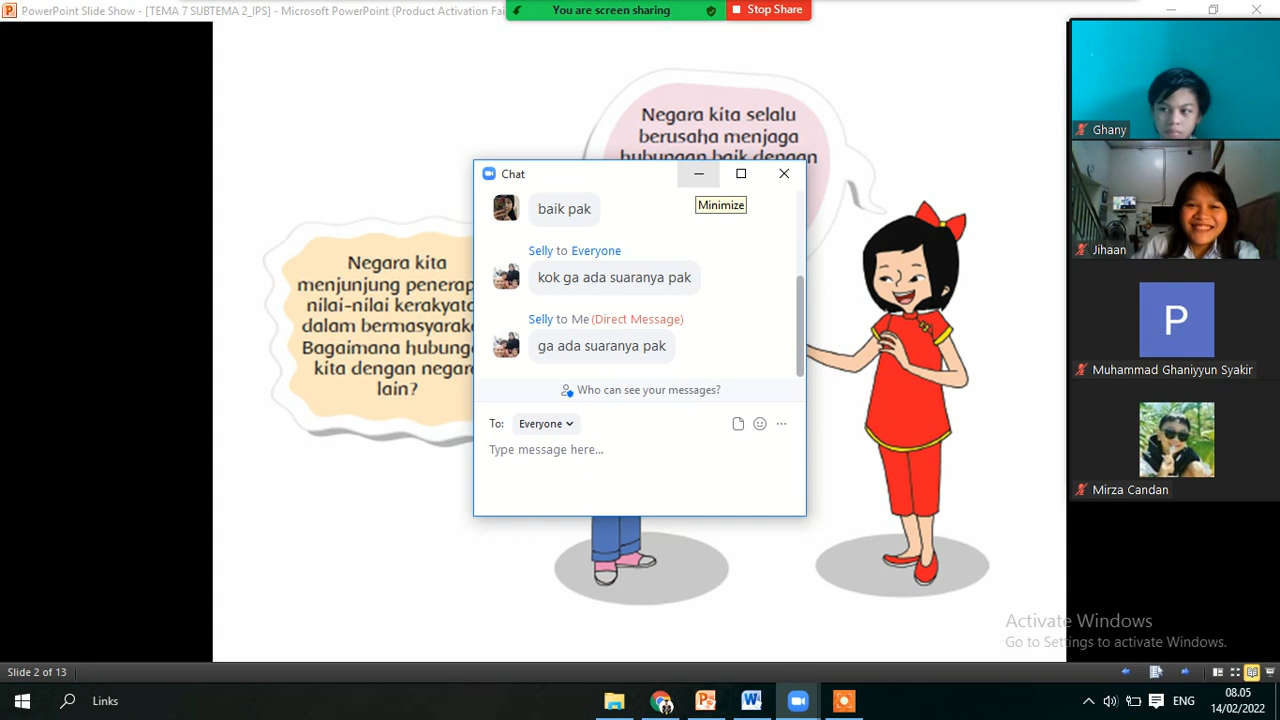 PowerPoint Slide Show - [TEMA 7 SUBTEMA 2_IPS] - Microsoft PowerPoint (Product Activation Fai
You are screen sharing
Stop Share
Negara kita selalu
berusaha menjaga
hubungan baik dengan
Negara kita
menjunjung penerap
nilai-nilai kerakyata
dalam bermasyarak
Bagaimana hubung
kita dengan negar
lain?
Chat
Minimize
baik pak
Selly to Everyone
kok ga ada suaranya pak
Selly to Me (Direct Message)
ga ada suaranya pak
Who can see your messages?
To: Everyone
Type message here...
Ghany
Jihaan
P
Muhammad Ghaniyyun Syakir
Mirza Candan
Activate Windows
Go to Settings to activate Windows.
Slide 2 of 13
Links
ENG
08.05
14/02/2022